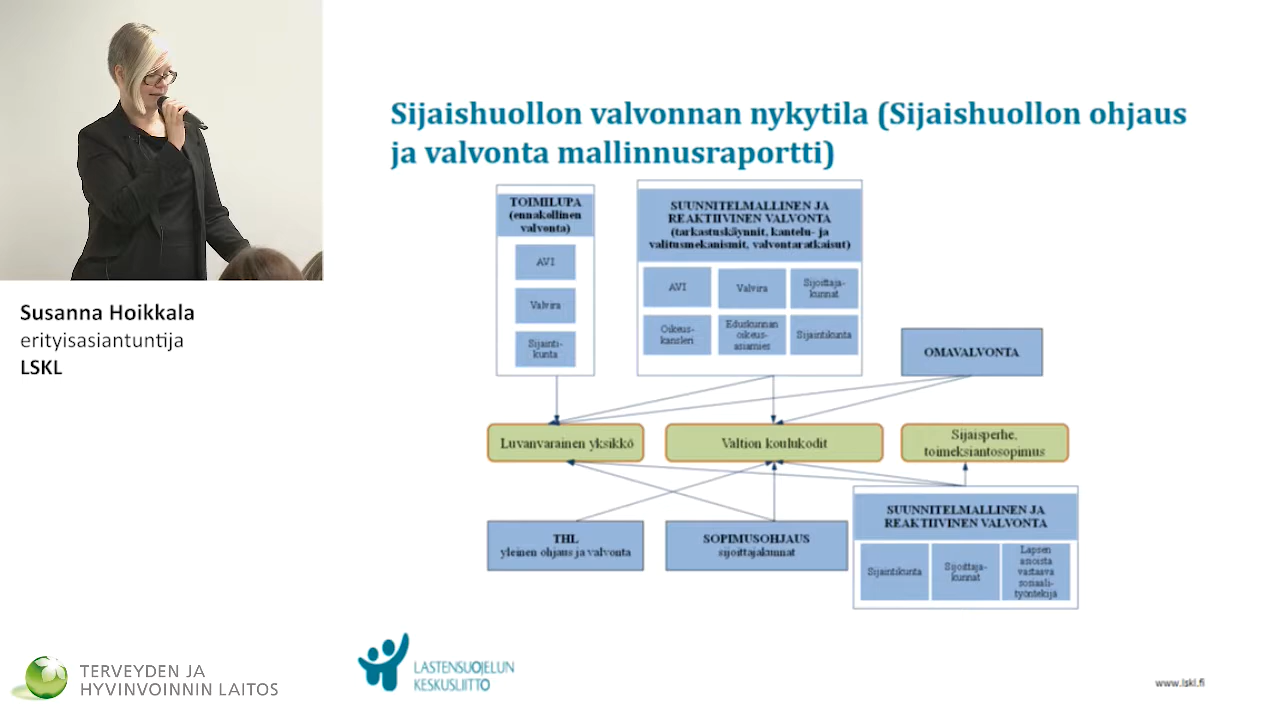 Sijaishuollon valvonnan nykytila (Sijaishuollon ohjaus
ja valvonta mallinnusraportti)
TOIMILUPA
(ennakollinen
valvonta)
AVI
Valvira
Sijainti-
kunta
SUUNNITELMALLINEN JA
REAKTIIVINEN VALVONTA
(tarkastuskäynnit, kantelu- ja
valitusmekanismit, valvontaratkaisut)
AVI
Valvira
Sijoittaja-
kunnat
Oikeus-
kansleri
Eduskunnan
oikeus-
asiamies
Sijaintikunta
OMAVALVONTA
Luvanvarainen yksikkö
Valtion koulukodit
Sijaisperhe,
toimeksiantosopimus
THL
yleinen ohjaus ja valvonta
SOPIMUSOHJAUS
sijoittajakunnat
SUUNNITELMALLINEN JA
REAKTIIVINEN VALVONTA
Sijaintikunta
Sijoittaja-
kunnat
Lapsen
asioista
vastaava
sosiaali-
työntekijä
Susanna Hoikkala
erityisasiantuntija
LSKL
TERVEYDEN JA
HYVINVOINNIN LAITOS
LASTENSUOJELUN
KESKUSLIITTO
www.lskl.fi